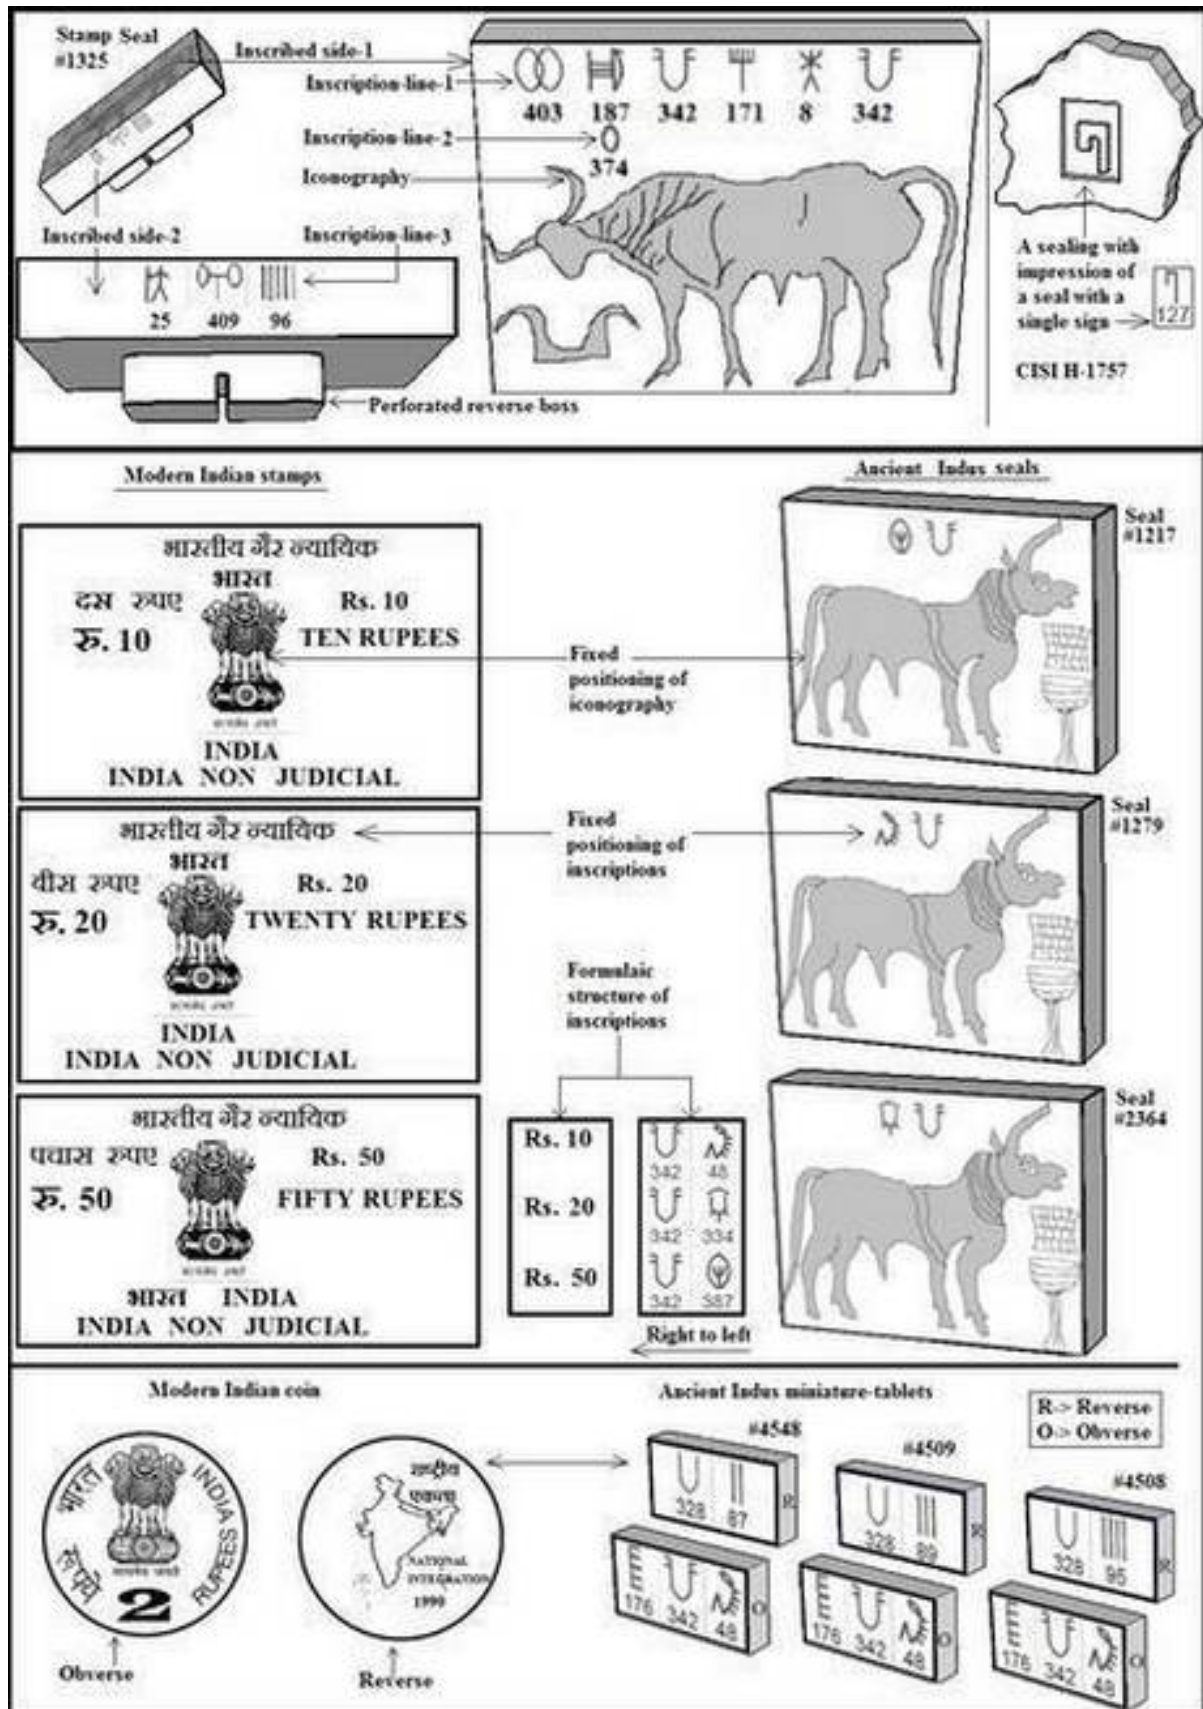 Stamp Seal
#1325
Inscribed side-1
Inscription-line-1
403 187 342 171 8 342
Inscription-line-2
374
Iconography
Inscribed side-2
Inscription-line-3
25 409 96
Perforated reverse boss
A sealing with
impression of
a seal with a
single sign
127
CISI H-1757
Modern Indian stamps
Ancient Indus seals
भारतीय गैर न्यायिक
भारत
दस रुपए
Rs. 10
रु. 10
TEN RUPEES
INDIA
INDIA NON JUDICIAL
Fixed
positioning of
iconography
Seal
#1217
भारतीय गैर न्यायिक
भारत
बीस रुपए
Rs. 20
रु. 20
TWENTY RUPEES
INDIA
INDIA NON JUDICIAL
Fixed
positioning of
inscriptions
Seal
#1279
Formulaic
structure of
inscriptions
भारतीय गैर न्यायिक
पचास रुपए
Rs. 50
रु. 50
FIFTY RUPEES
भारत INDIA
INDIA NON JUDICIAL
Rs. 10
342 48
Rs. 20
342 334
Rs. 50
342 387
Right to left
Seal
#2364
Modern Indian coin
Ancient Indus miniature-tablets
R-> Reverse
O-> Obverse
भारत
INDIA
रुपये
RUPEES
2
Obverse
राष्ट्रीय
एकता
NATIONAL
INTEGRATION
1990
Reverse
#4548
328 87
R
176 342 48
O
#4509
328 89
R
176 342 48
O
#4508
328 95
R
176 342 48
O